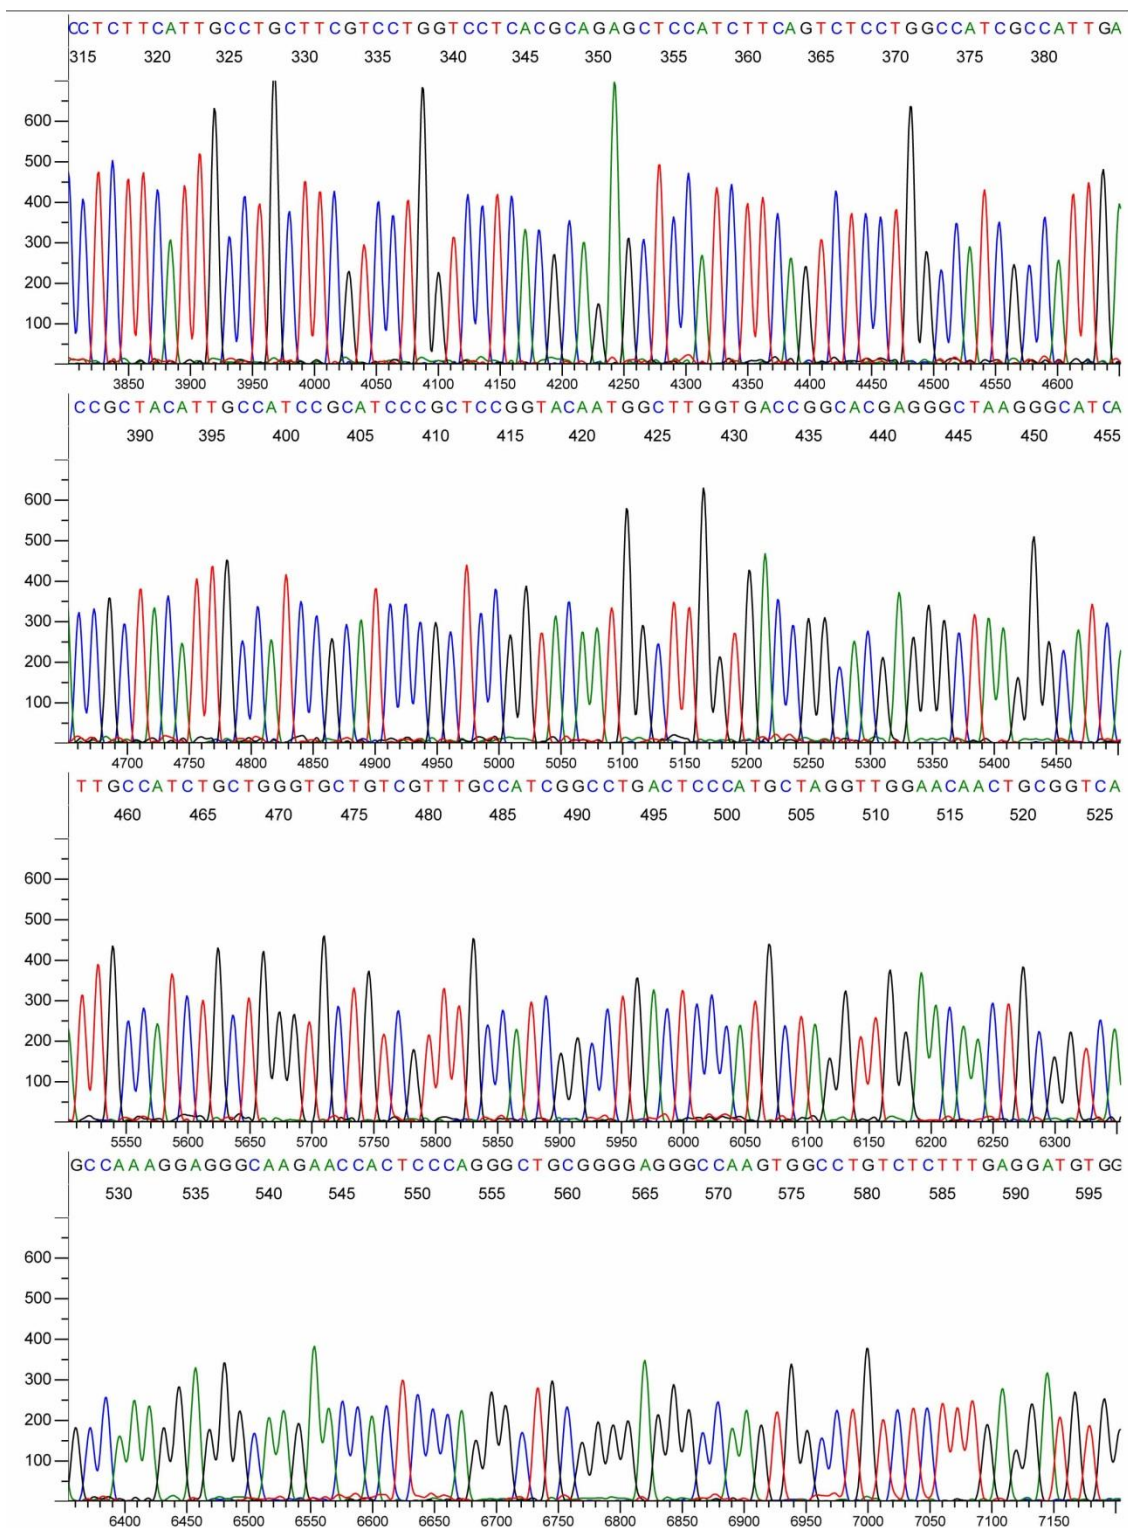 CCTCTTCATTGCCTGCTTCGTCCTGGTCCTCACGCAGAGCTCCATCTTCAGTCTCCTGGCCATCGCCATTGA
315 320 325 330 335 340 345 350 355 360 365 370 375 380
600
500
400
300
200
100
3850 3900 3950 4000 4050 4100 4150 4200 4250 4300 4350 4400 4450 4500 4550 4600
CCGCTACATTGCCATCCGCATCCCGCTCCGGTACAATGGCTTGGTGACCGGCACGAGGGCTAAGGGCATCA
390 395 400 405 410 415 420 425 430 435 440 445 450 455
600
500
400
300
200
100
4700 4750 4800 4850 4900 4950 5000 5050 5100 5150 5200 5250 5300 5350 5400 5450
TTGCCATCTGCTGGGTGCTGTCGTTTGCCATCGGCCTGACTCCCATGCTAGGTTGGAACAACTGCGGTCA
460 465 470 475 480 485 490 495 500 505 510 515 520 525
600
500
400
300
200
100
5550 5600 5650 5700 5750 5800 5850 5900 5950 6000 6050 6100 6150 6200 6250 6300
GCCAAAGGAGGGCAAGAACCACTCCCAGGGCTGCGGGGAGGGCCAAGTGGCCTGTCTCTTTGAGGATGTGG
530 535 540 545 550 555 560 565 570 575 580 585 590 595
600
500
400
300
200
100
6400 6450 6500 6550 6600 6650 6700 6750 6800 6850 6900 6950 7000 7050 7100 7150